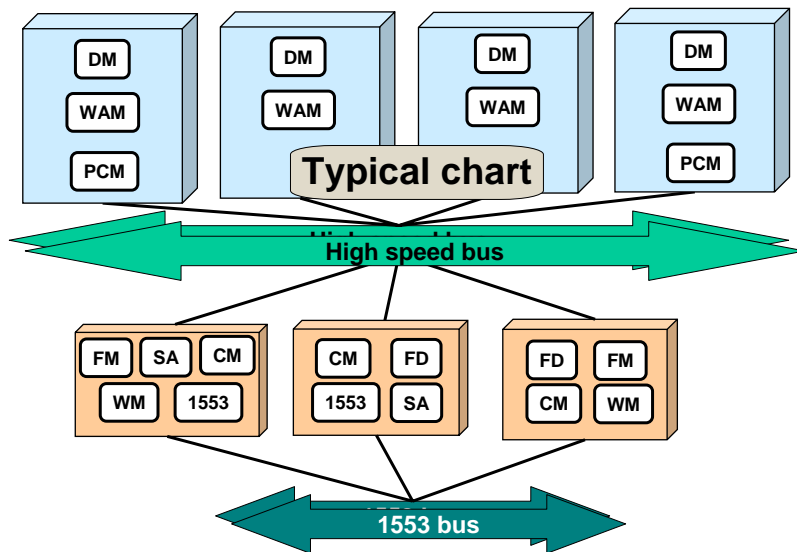 DM
WAM
PCM
DM
WAM
DM
WAM
DM
WAM
PCM
Typical chart
High speed bus
FM SA CM
WM 1553
CM FD
1553 SA
FD FM
CM WM
1553 bus